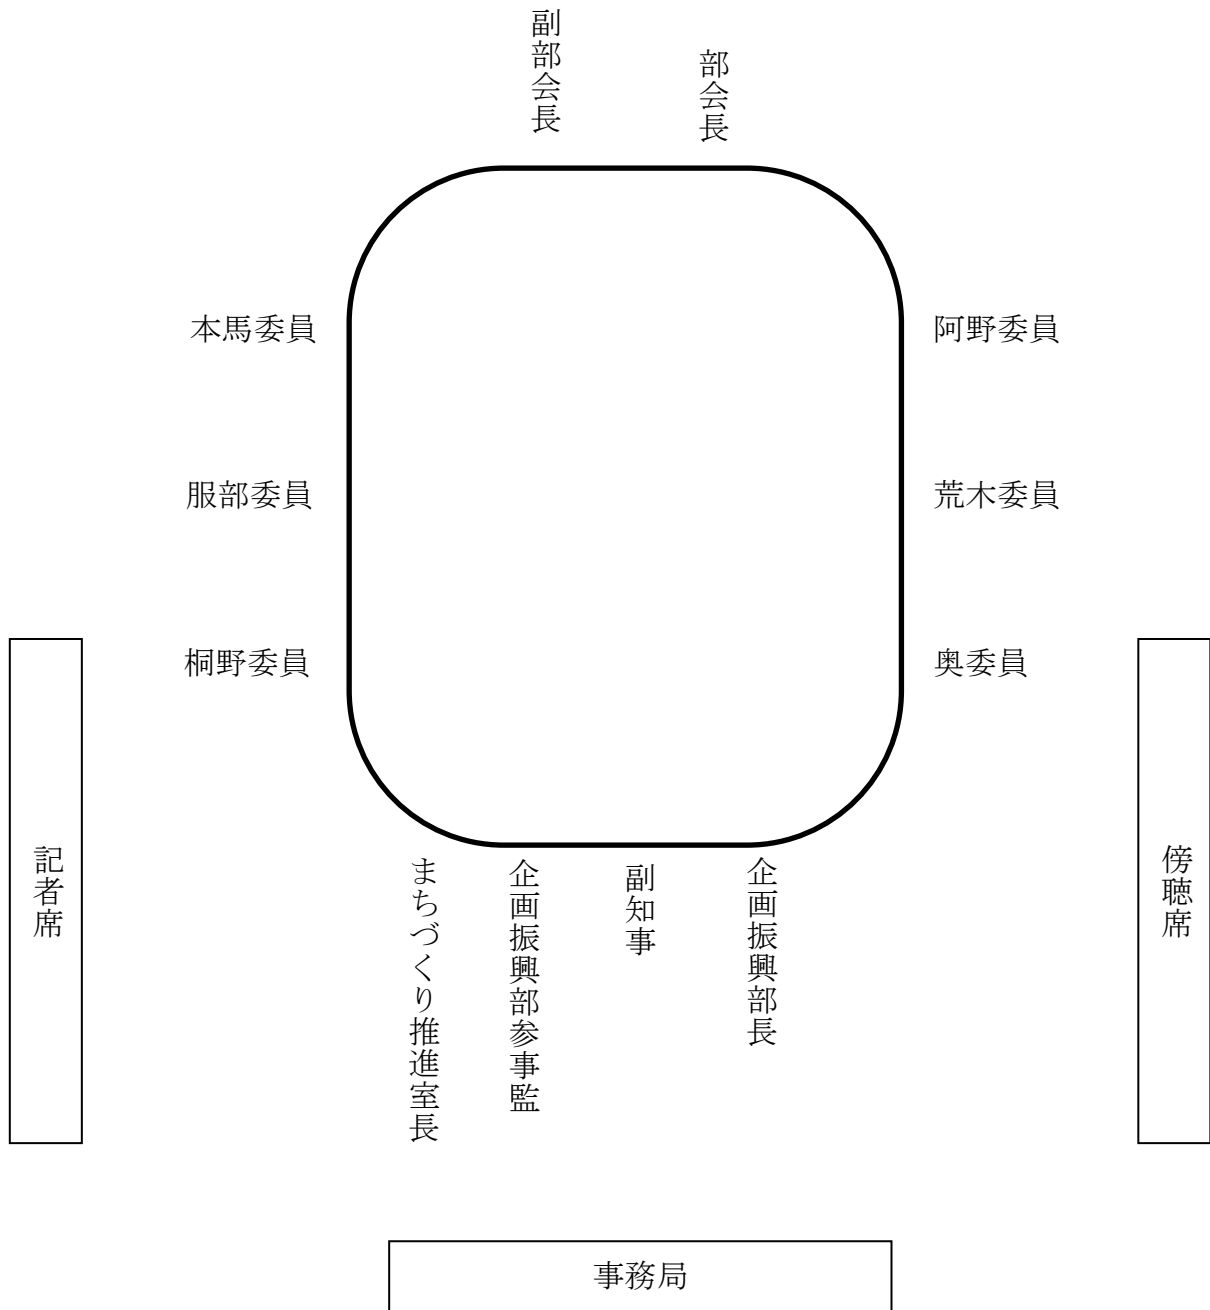 副部会長
部会長
本馬委員
阿野委員
服部委員
荒木委員
桐野委員
奥委員
記者席
まちづくり推進室長
企画振興部参事監
副知事
企画振興部長
傍聴席
事務局